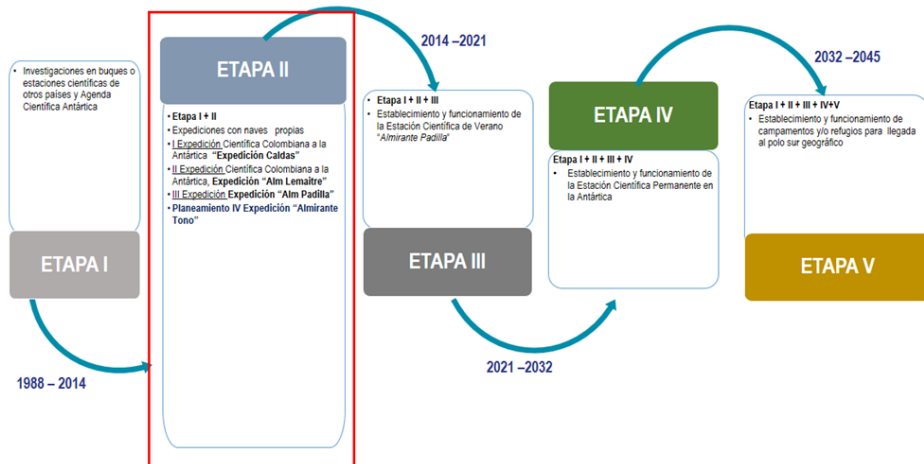 • Investigaciones en buques o
estaciones científicas de
otros países y Agenda
Científica Antártica
ETAPA I
1988 – 2014
ETAPA II
• Etapa I + II
• Expediciones con naves propias
• I Expedición Científica Colombiana a la
Antártica "Expedición Caldas"
• II Expedición Científica Colombiana a la
Antártica, Expedición "Alm Lemaitre"
• III Expedición Expedición "Alm Padilla"
• Planeamiento IV Expedición "Almirante
Tono"
2014 –2021
• Etapa I + II + III
• Establecimiento y funcionamiento de
la Estación Científica de Verano
"Almirante Padilla"
ETAPA III
2021 –2032
ETAPA IV
Etapa I + II + III + IV
• Establecimiento y funcionamiento de
la Estación Científica Permanente en
la Antártica
2032 –2045
Etapa I + II + III + IV+V
• Establecimiento y funcionamiento de
campamentos y/o refugios para llegada
al polo sur geográfico
ETAPA V